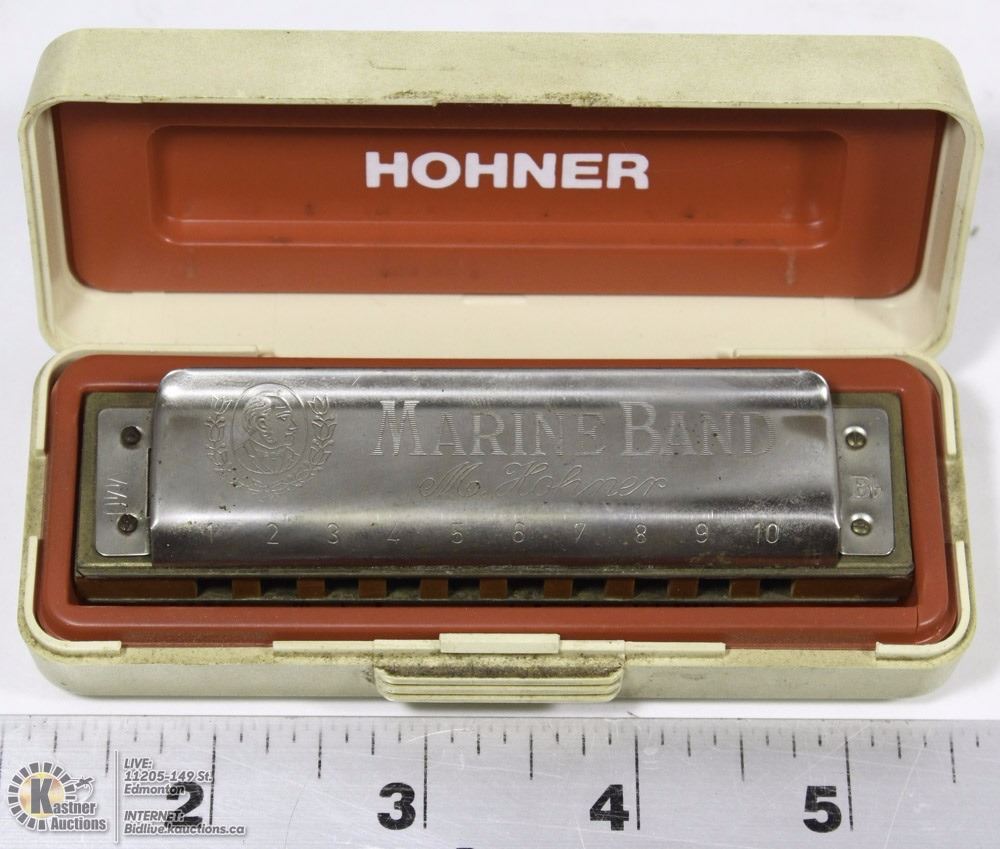 HOHNER
MARINE BAND
M. Hohner
1 2 3 4 5 6 7 8 9 10
B♭
2 3 4 5
LIVE:
11205-149 St.
Edmonton
INTERNET:
Bidlive.kauctions.ca
Kastner
Auctions